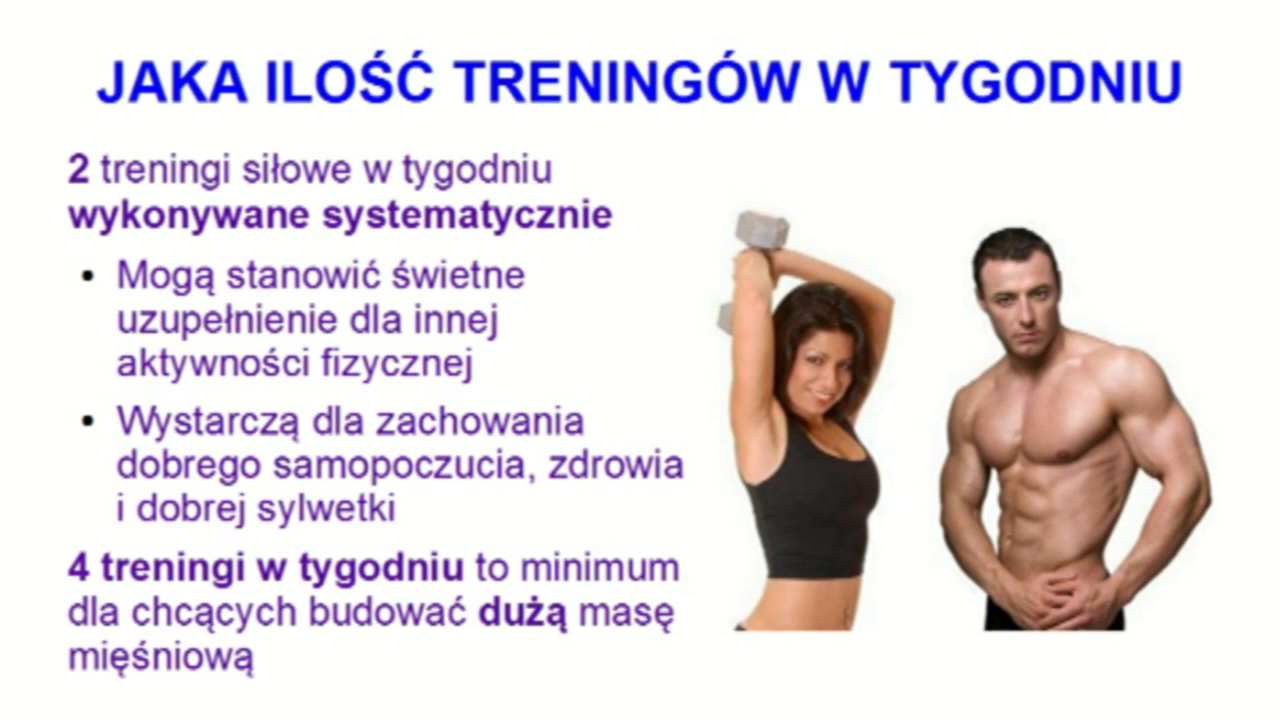 JAKA ILOŚĆ TRENINGÓW W TYGODNIU
2 treningi siłowe w tygodniu
wykonywane systematycznie
• Mogą stanowić świetne
uzupełnienie dla innej
aktywności fizycznej
• Wystarczą dla zachowania
dobrego samopoczucia, zdrowia
i dobrej sylwetki
4 treningi w tygodniu to minimum
dla chcących budować dużą masę
mięśniową